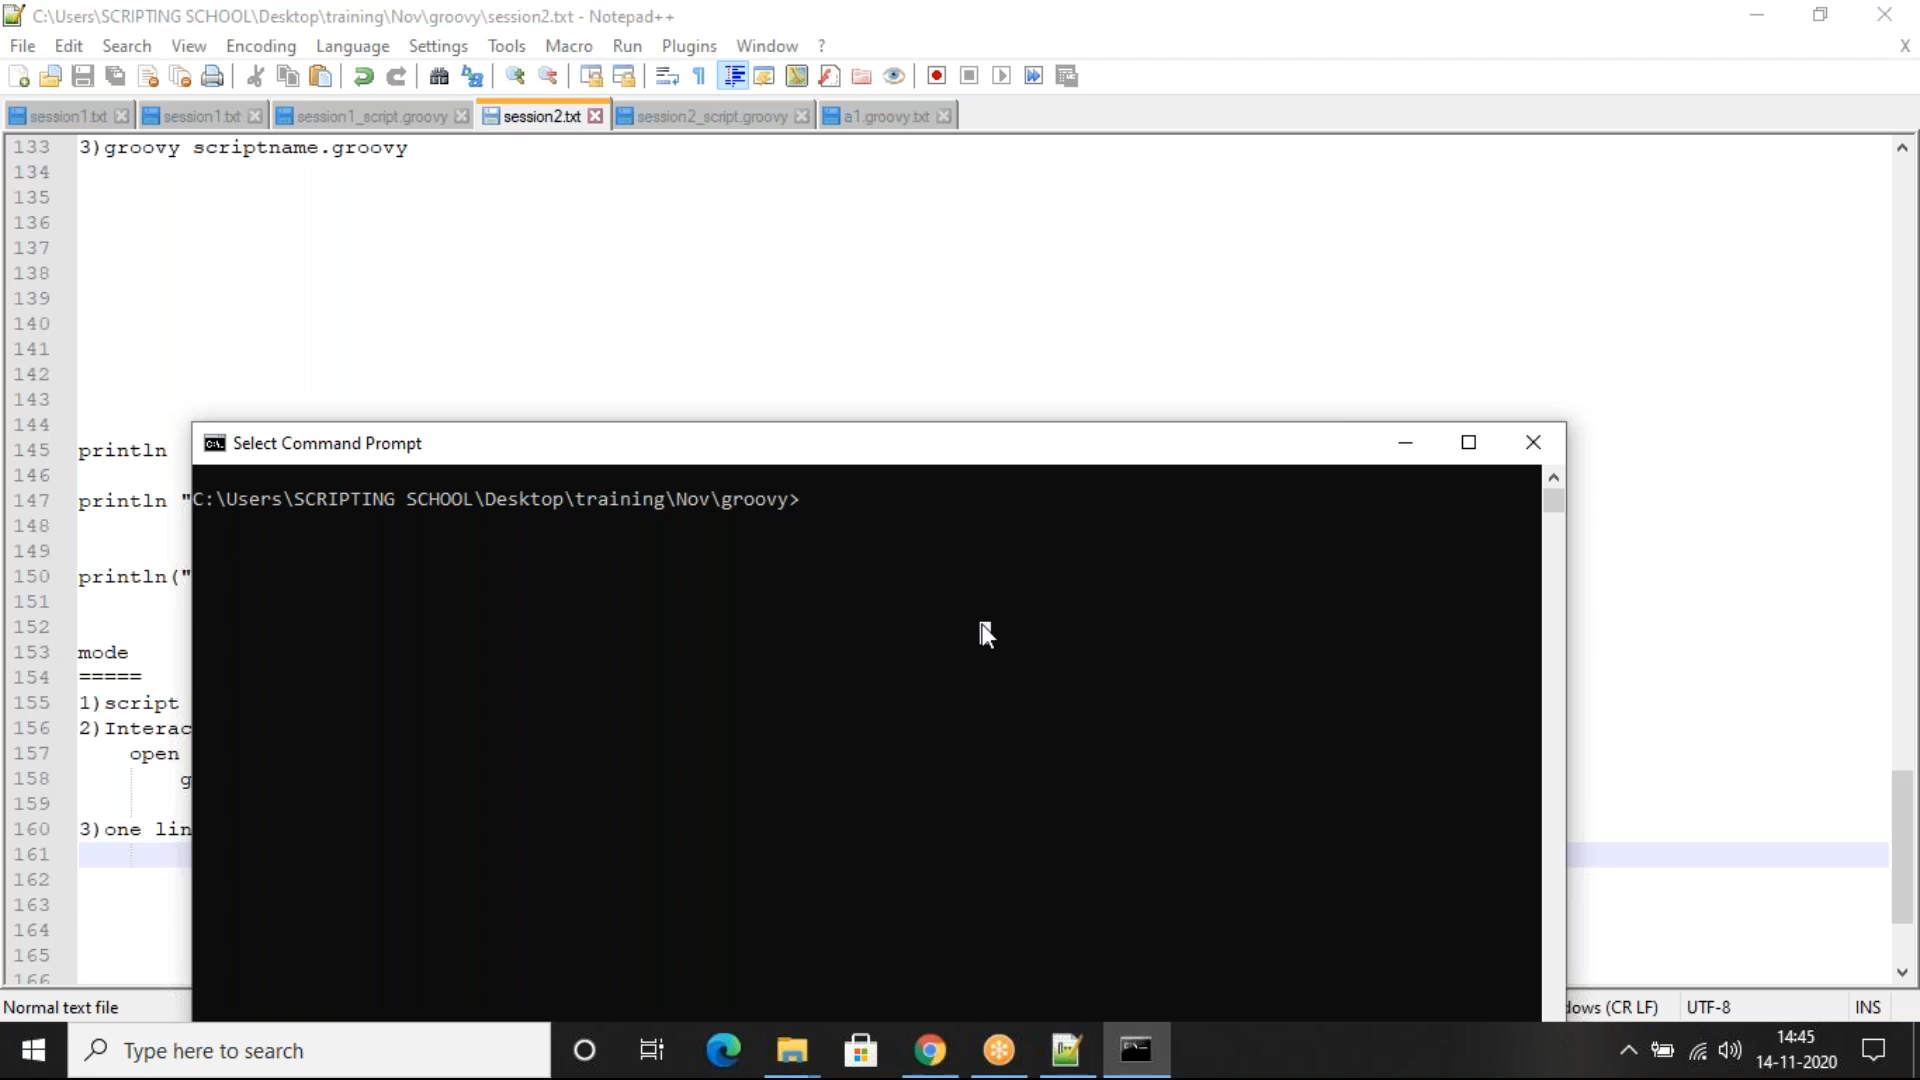 C:\Users\SCRIPTING SCHOOL\Desktop\training\Nov\groovy\session2.txt - Notepad++
File Edit Search View Encoding Language Settings Tools Macro Run Plugins Window ? X
session1.txt session1.txt session1_script.groovy session2.txt session2_script.groovy a1.groovy.txt
133 3)groovy scriptname.groovy
134
135
136
137
138
139
140
141
142
143
144
Select Command Prompt
145 println
146
147 println "
C:\Users\SCRIPTING SCHOOL\Desktop\training\Nov\groovy>
148
149
150 println("
151
152
153 mode
154 =====
155 1)script
156 2)Interac
157 open
158 g
159
160 3)one lin
161
162
163
164
165
166
Normal text file
(CR LF) UTF-8 INS
Type here to search
14:45
14-11-2020